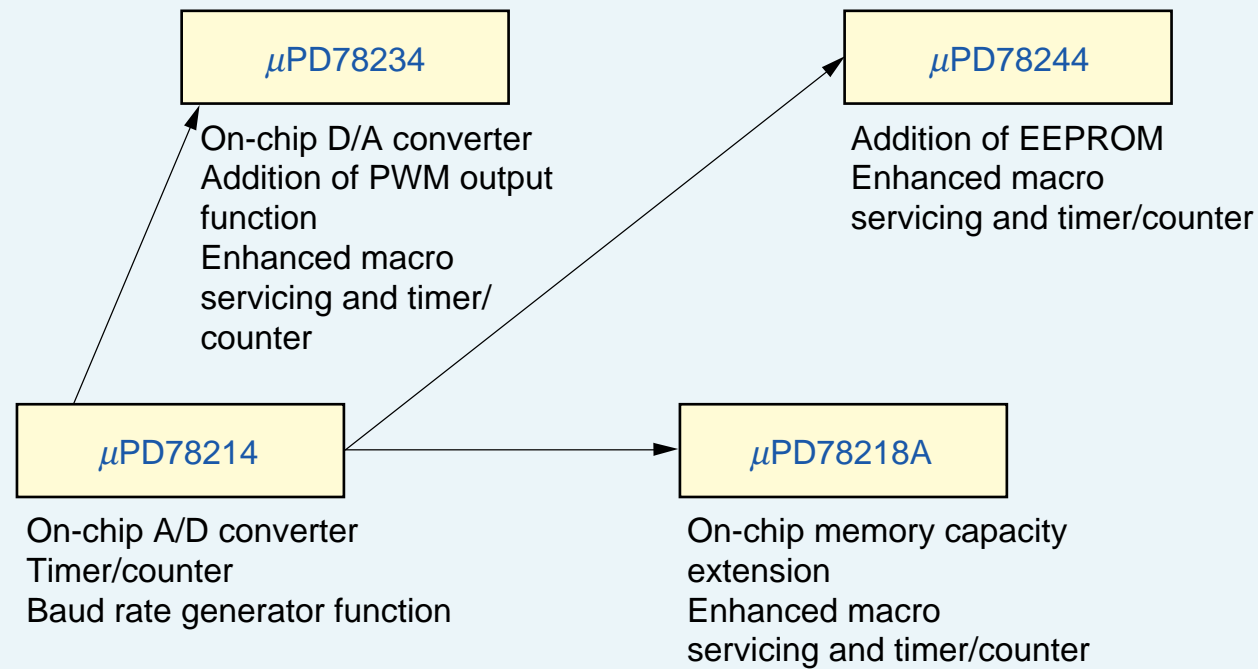 μPD78234
On-chip D/A converter
Addition of PWM output
function
Enhanced macro
servicing and timer/
counter
μPD78244
Addition of EEPROM
Enhanced macro
servicing and timer/counter
μPD78214
On-chip A/D converter
Timer/counter
Baud rate generator function
μPD78218A
On-chip memory capacity
extension
Enhanced macro
servicing and timer/counter